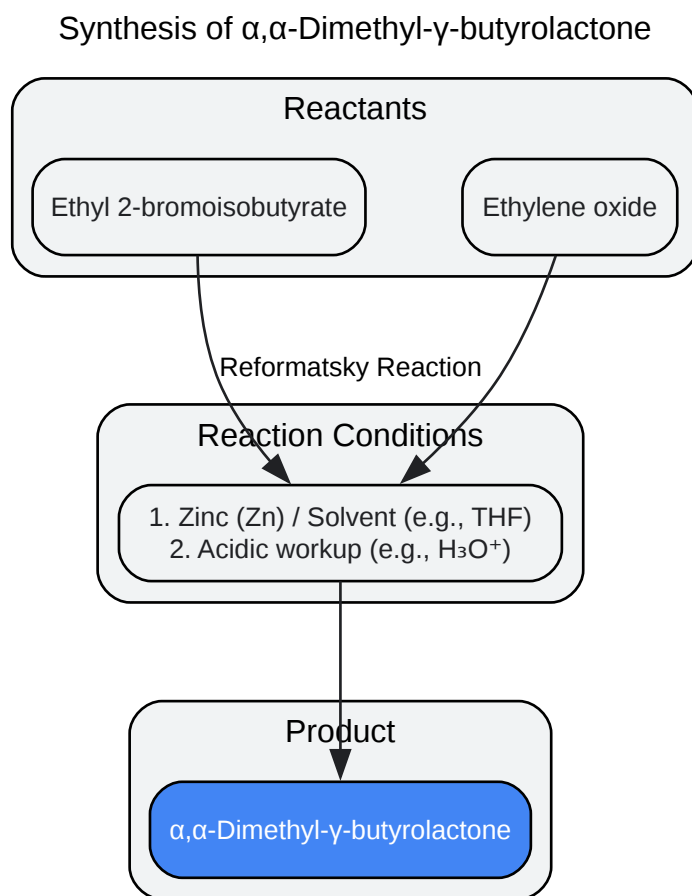 Synthesis of α,α-Dimethyl-γ-butyrolactone
Reactants
Ethyl 2-bromoisobutyrate
Ethylene oxide
Reformatsky Reaction
Reaction Conditions
1. Zinc (Zn) / Solvent (e.g., THF)
2. Acidic workup (e.g., H₃O⁺)
Product
α,α-Dimethyl-γ-butyrolactone